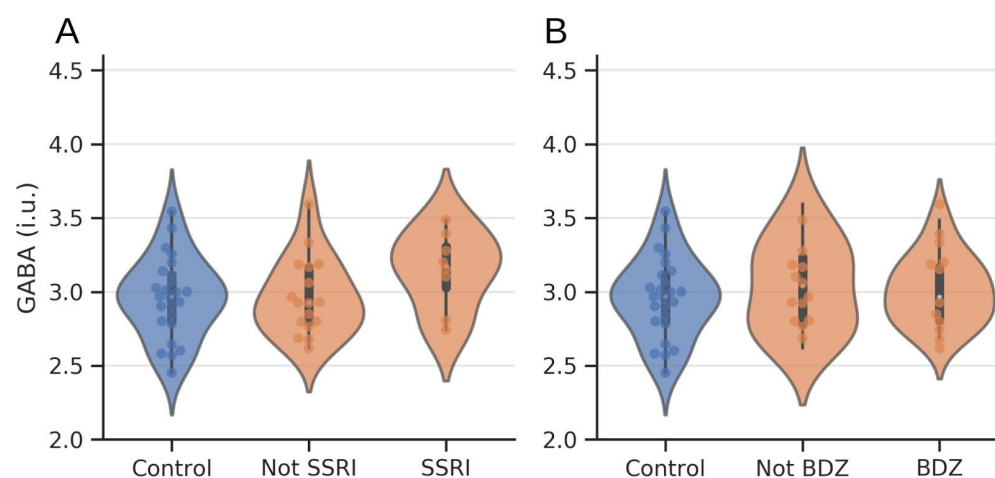 A
B
GABA (i.u.)
4.5
4.0
3.5
3.0
2.5
2.0
Control Not SSRI SSRI
4.5
4.0
3.5
3.0
2.5
2.0
Control Not BDZ BDZ